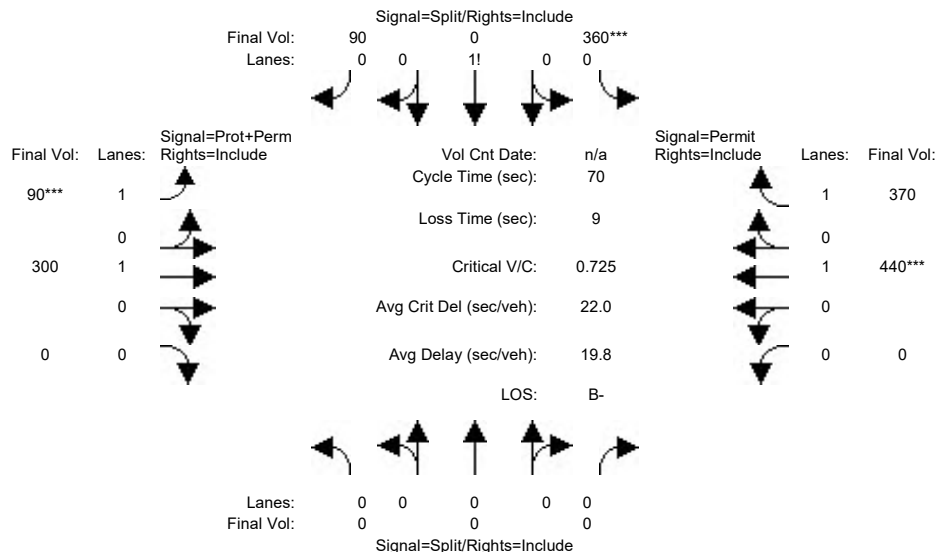 Signal=Split/Rights=Include
Final Vol: 90 0 360***
Lanes: 0 0 1! 0 0
Signal=Prot+Perm
Final Vol: Lanes: Rights=Include
Vol Cnt Date: n/a
Signal=Permit
Rights=Include Lanes: Final Vol:
Cycle Time (sec): 70
90*** 1
1 370
Loss Time (sec): 9
0
0
300 1
Critical V/C: 0.725
1 440***
0
Avg Crit Del (sec/veh): 22.0
0
0 0
Avg Delay (sec/veh): 19.8
0 0
LOS: B-
Lanes: 0 0 0 0 0
Final Vol: 0 0 0
Signal=Split/Rights=Include